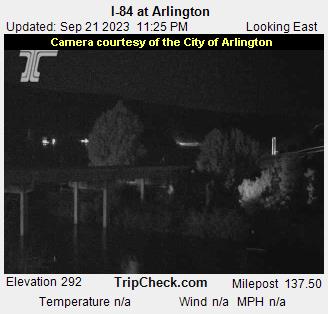 I-84 at Arlington
Updated: Sep 21 2023 11:25 PM Looking East
Camera courtesy of the City of Arlington
Elevation 292 TripCheck.com Milepost 137.50
Temperature n/a Wind n/a MPH n/a